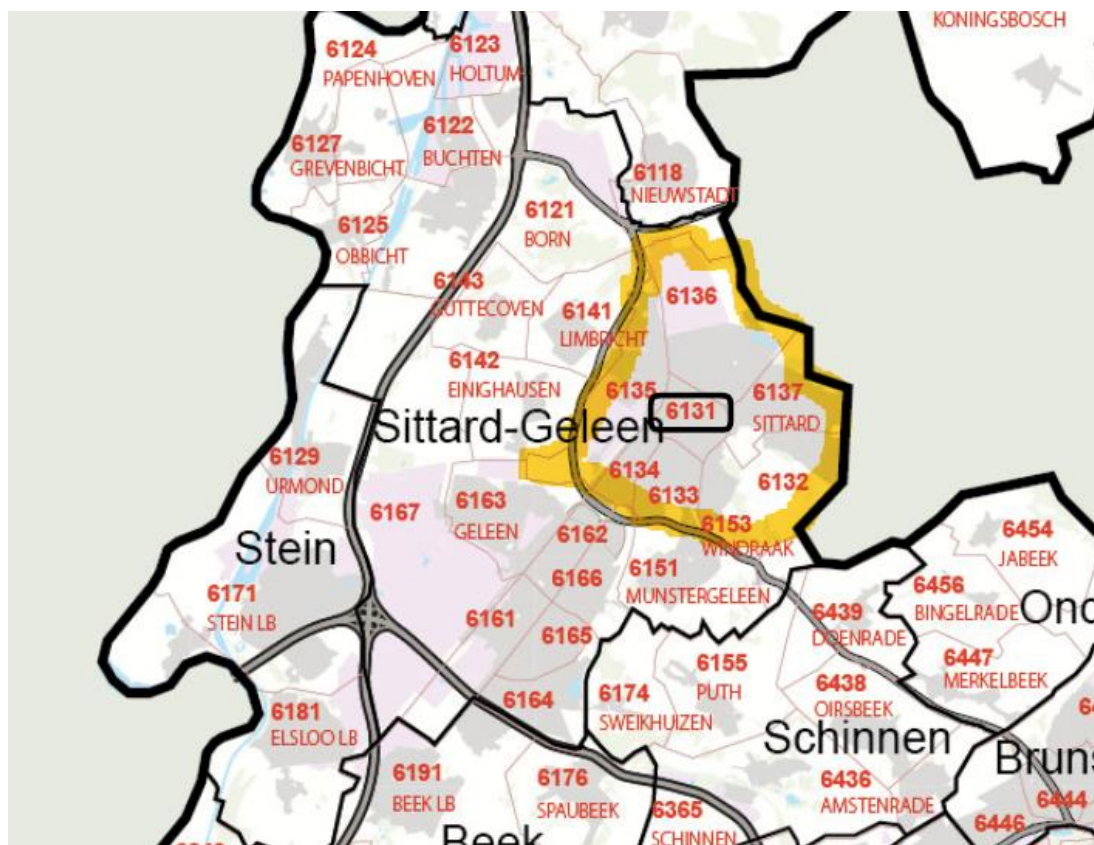 KONINGSBOSCH
6124
PAPENHOVEN
6123
HOLTUM
6122
BUCHTEN
6127
GREVENBICHT
6118
NIEUWSTADT
6121
BORN
6125
OBBICHT
6143
GUTTECOVEN
6136
6141
LIMBRICHT
6142
EINIGHAUSEN
6135
6131
6137
SITTARD
Sittard-Geleen
6129
URMOND
6134
6133
6132
6167
6163
GELEEN
6162
6153
WINDRAAK
6454
JABEEK
Stein
6166
6151
MUNSTERGELEEN
6171
STEIN LB
6161
6165
6439
DOENRADE
6456
BINGELRADE
Ond
6447
MERKELBEEK
6155
PUTH
6174
SWEIKHUIZEN
6164
6438
OIRSBEEK
6181
ELSLOO LB
Schinnen
6191
BEEK LB
6176
SPAUBEEK
6436
AMSTENRADE
Bruns
6444
6446
6365
SCHINNEN
Beek